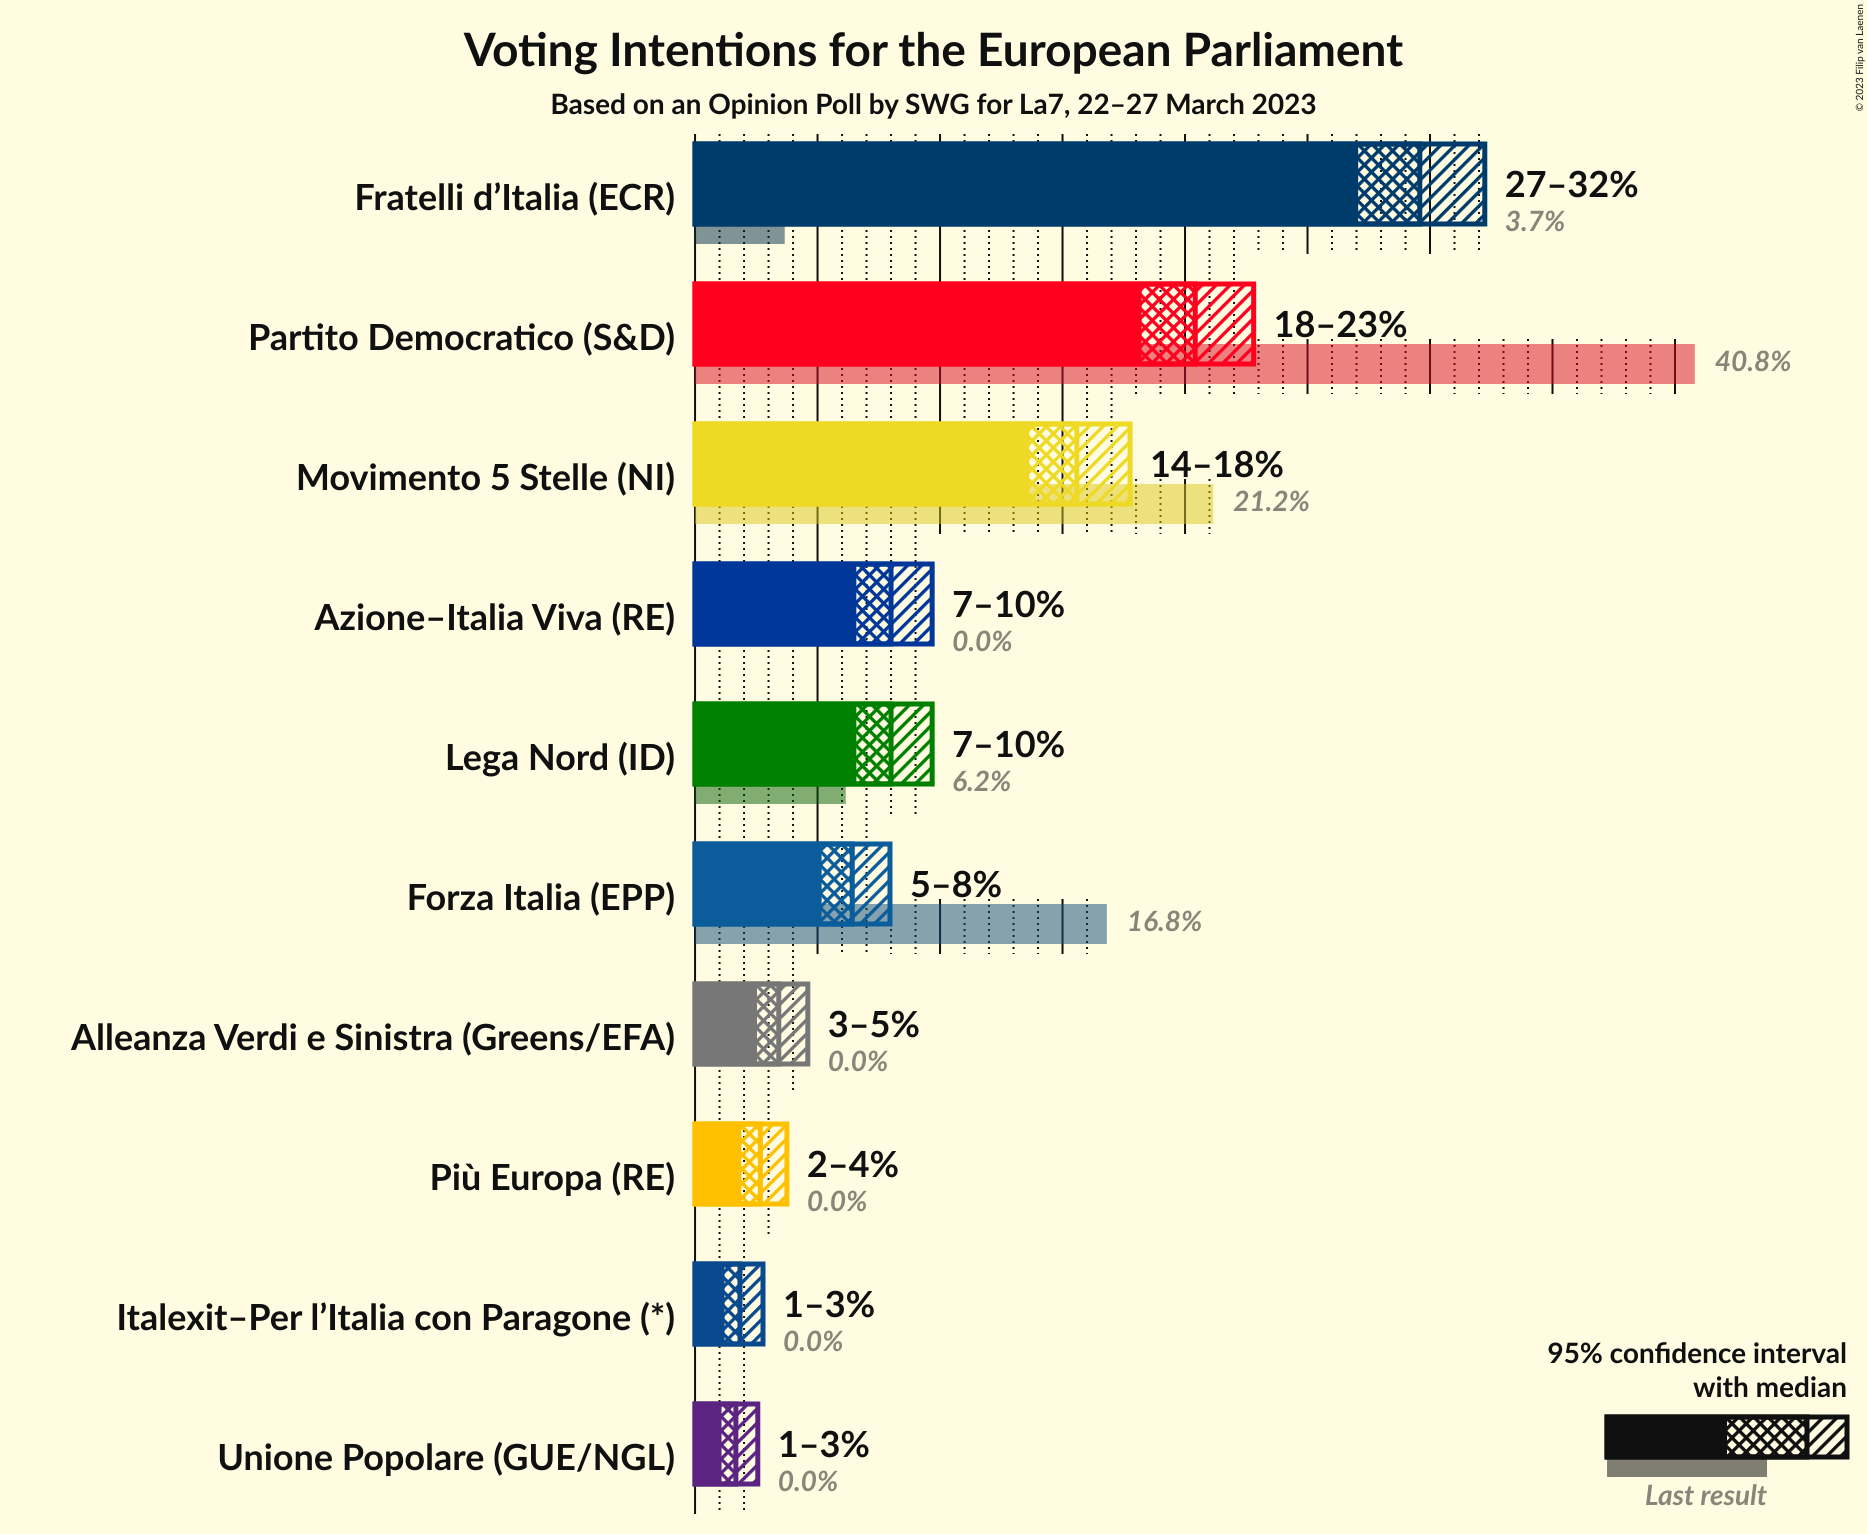 Voting Intentions for the European Parliament
Based on an Opinion Poll by SWG for La7, 22–27 March 2023
© 2023 Filip van Laenen
Fratelli d’Italia (ECR)
27–32%
3.7%
Partito Democratico (S&D)
18–23%
40.8%
Movimento 5 Stelle (NI)
14–18%
21.2%
Azione–Italia Viva (RE)
7–10%
0.0%
Lega Nord (ID)
7–10%
6.2%
Forza Italia (EPP)
5–8%
16.8%
Alleanza Verdi e Sinistra (Greens/EFA)
3–5%
0.0%
Più Europa (RE)
2–4%
0.0%
Italexit–Per l’Italia con Paragone (*)
1–3%
0.0%
Unione Popolare (GUE/NGL)
1–3%
0.0%
95% confidence interval
with median
Last result